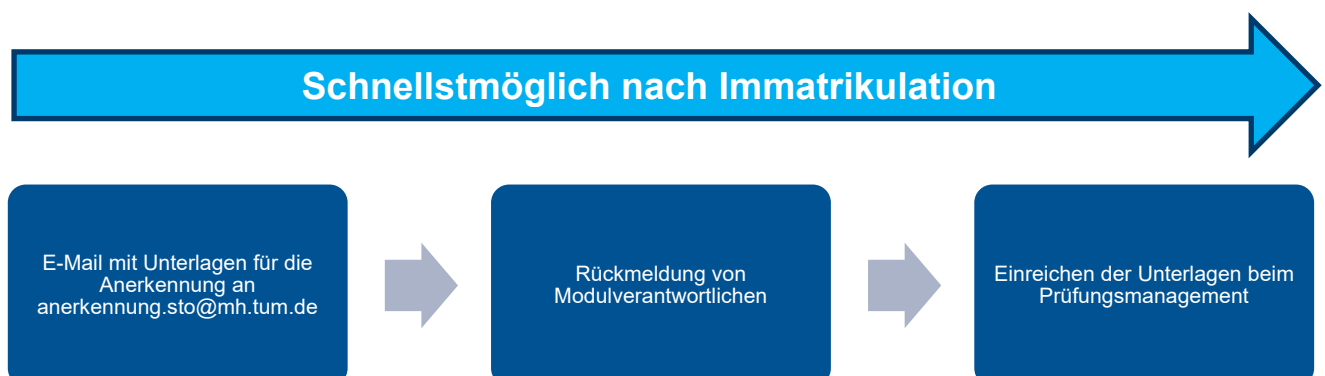 Schnellstmöglich nach Immatrikulation
E-Mail mit Unterlagen für die
Anerkennung an
anerkennung.sto@mh.tum.de
Rückmeldung von
Modulverantwortlichen
Einreichen der Unterlagen beim
Prüfungsmanagement